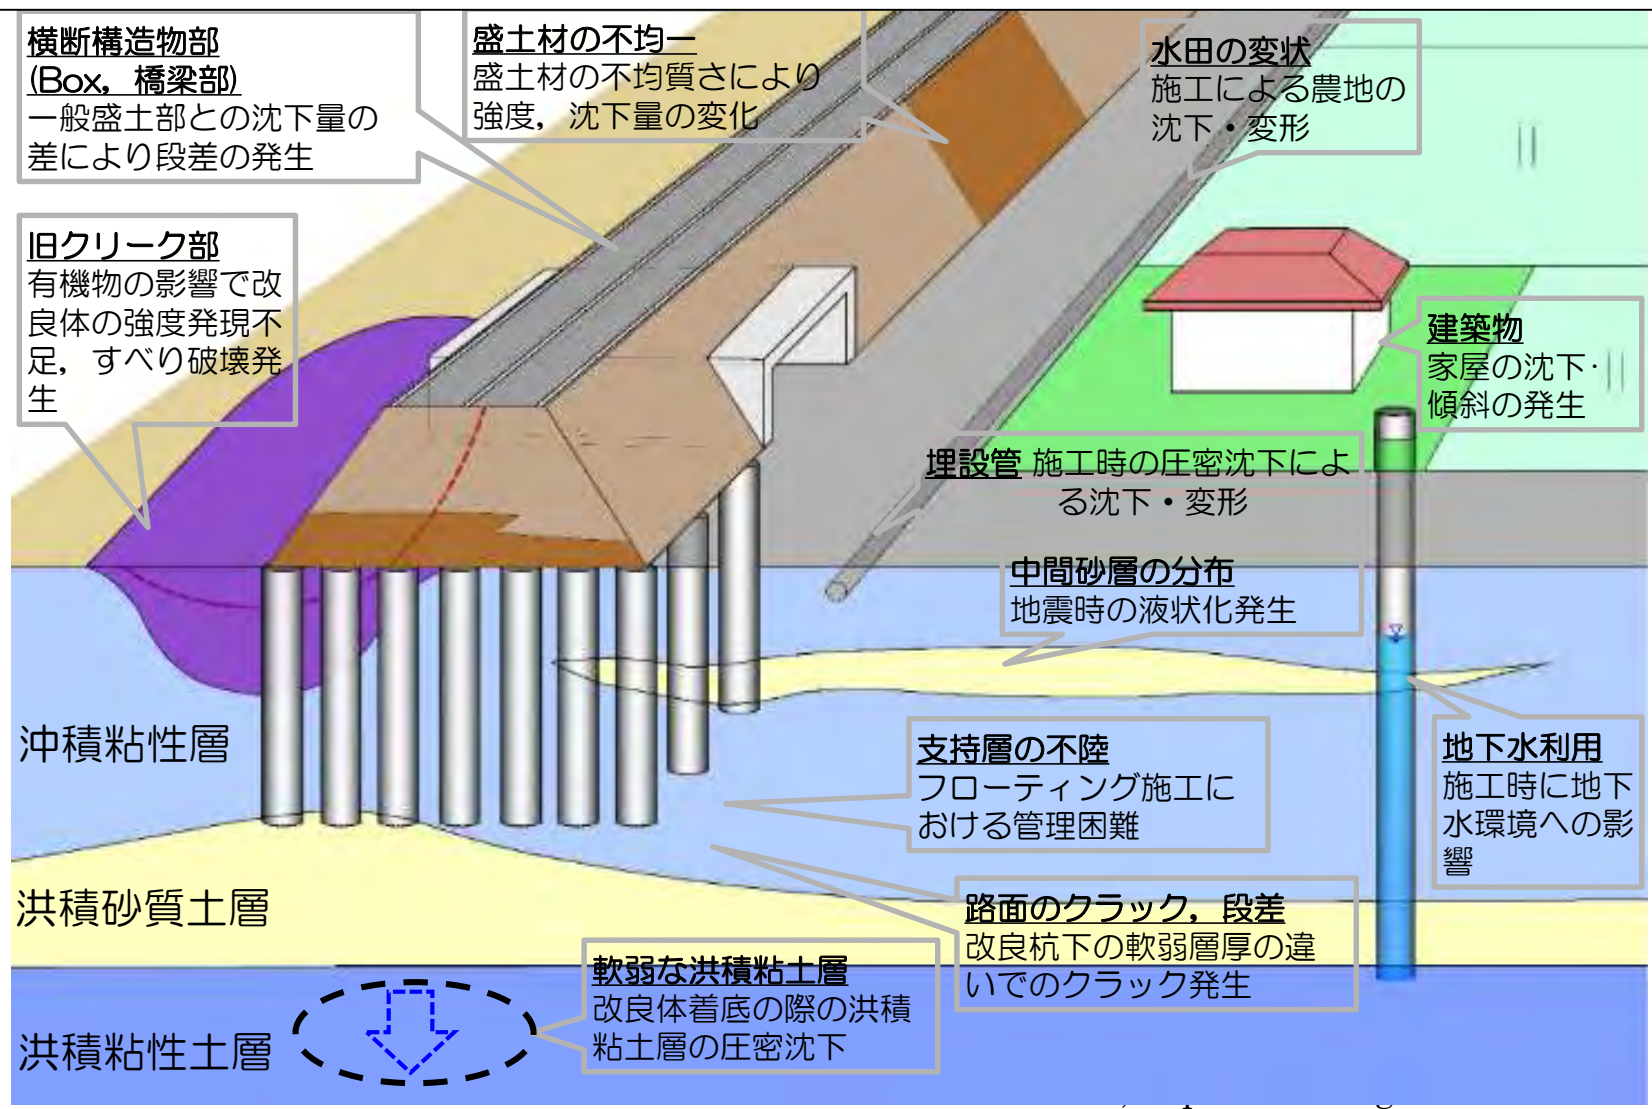 横断構造物部
(Box，橋梁部)
一般盛土部との沈下量の
差により段差の発生
盛土材の不均一
盛土材の不均質さにより
強度，沈下量の変化
水田の変状
施工による農地の
沈下・変形
旧クリーク部
有機物の影響で改
良体の強度発現不
足，すべり破壊発
生
建築物
家屋の沈下·
傾斜の発生
埋設管 施工時の圧密沈下によ
る沈下・変形
中間砂層の分布
地震時の液状化発生
沖積粘性層
支持層の不陸
フローティング施工に
おける管理困難
地下水利用
施工時に地下
水環境への影
響
洪積砂質土層
路面のクラック，段差
改良杭下の軟弱層厚の違
いでのクラック発生
軟弱な洪積粘土層
改良体着底の際の洪積
粘土層の圧密沈下
洪積粘性土層